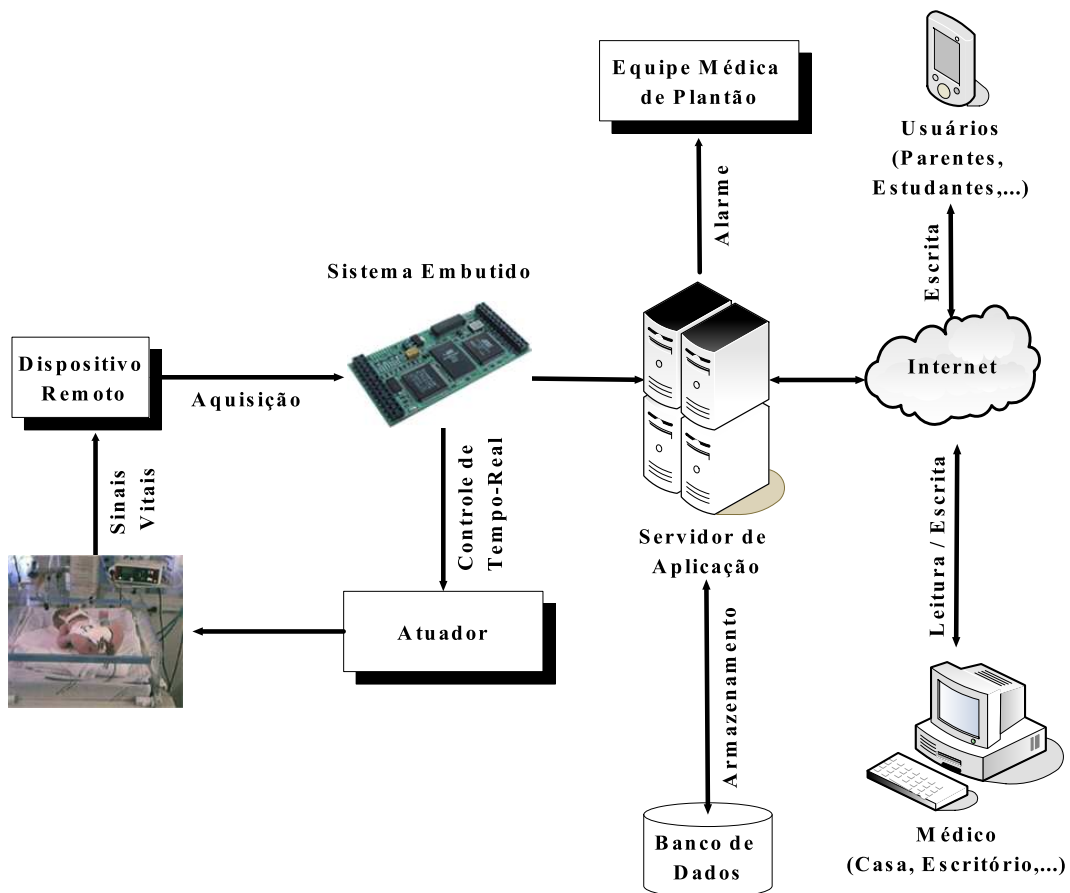 Equipe Médica
de Plantão
Usuários
(Parentes,
Estudantes,...)
Alarme
Escrita
Sistema Embutido
Dispositivo
Remoto
Aquisição
Internet
Sinais
Vitais
Controle de
Tempo-Real
Servidor de
Aplicação
Leitura / Escrita
Atuador
Armazenamento
Banco de
Dados
Médico
(Casa, Escritório,...)